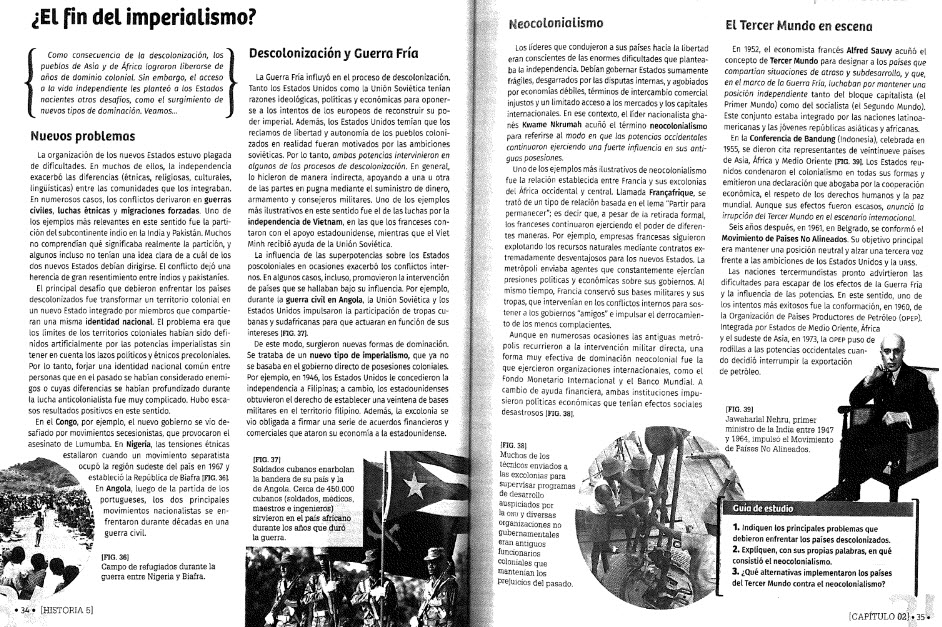 ¿El fin del imperialismo?
Como consecuencia de la descolonización, los
pueblos de Asia y de África lograron liberarse de
años de dominio colonial. Sin embargo, el acceso
a la vida independiente les planteó a los Estados
nacientes otros desafíos, como el surgimiento de
nuevos tipos de dominación. Veamos...
Nuevos problemas
La organización de los nuevos Estados estuvo plagada
de dificultades. En muchos de ellos, la independencia
exacerbó las diferencias (étnicas, religiosas, culturales,
lingüísticas) entre las comunidades que los integraban.
En numerosos casos, los conflictos derivaron en guerras
civiles, luchas étnicas y migraciones forzadas. Uno de
los ejemplos más relevantes en este sentido fue la parti-
ción del subcontinente indio en la India y Pakistán. Muchos
no comprendían qué significaba realmente la partición, y
algunos incluso no tenían una idea clara de a cuál de los
dos nuevos Estados debían dirigirse. El conflicto dejó una
herencia de gran resentimiento entre indios y pakistaníes.
El principal desafío que debieron enfrentar los países
descolonizados fue transformar un territorio colonial en
un nuevo Estado integrado por miembros que compartie-
ran una misma identidad nacional. El problema era que
los límites de los territorios coloniales habían sido defi-
nidos artificialmente por las potencias imperialistas sin
tener en cuenta los lazos políticos y étnicos precoloniales.
Por lo tanto, forjar una identidad nacional común entre
personas que en el pasado se habían considerado enemi-
gos o cuyas diferencias se habían profundizado durante
la lucha anticolonialista fue muy complicado. Hubo esca-
sos resultados positivos en este sentido.
En el Congo, por ejemplo, el nuevo gobierno se vio de-
safiado por movimientos secesionistas, que provocaron el
asesinato de Lumumba. En Nigeria, las tensiones étnicas
estallaron cuando un movimiento separatista
ocupó la región sudeste del país en 1967 y
estableció la República de Biafra [FIG. 36].
En Angola, luego de la partida de los
portugueses, los dos principales
movimientos nacionalistas se en-
frentaron durante décadas en una
guerra civil.
[FIG. 36]
Campo de refugiados durante la
guerra entre Nigeria y Biafra.
• 34 • [HISTORIA 5]
Descolonización y Guerra Fría
La Guerra Fría influyó en el proceso de descolonización.
Tanto los Estados Unidos como la Unión Soviética tenían
razones ideológicas, políticas y económicas para oponer-
se a los intentos de los europeos de reconstruir su po-
der imperial. Además, los Estados Unidos temían que los
reclamos de libertad y autonomía de los pueblos coloni-
zados en realidad fueran motivados por las ambiciones
soviéticas. Por lo tanto, ambas potencias intervinieron en
algunos de los procesos de descolonización. En general,
lo hicieron de manera indirecta, apoyando a una u otra
de las partes en pugna mediante el suministro de dinero,
armamento y consejeros militares. Uno de los ejemplos
más ilustrativos en este sentido fue el de las luchas por la
independencia de Vietnam, en las que los franceses con-
taron con el apoyo estadounidense, mientras que el Viet
Minh recibió ayuda de la Unión Soviética.
La influencia de las superpotencias sobre los Estados
poscoloniales en ocasiones exacerbó los conflictos inter-
nos. En algunos casos, incluso, promovieron la intervención
de países que se hallaban bajo su influencia. Por ejemplo,
durante la guerra civil en Angola, la Unión Soviética y los
Estados Unidos impulsaron la participación de tropas cu-
banas y sudafricanas para que actuaran en función de sus
intereses [FIG. 37].
De este modo, surgieron nuevas formas de dominación.
Se trataba de un nuevo tipo de imperialismo, que ya no
se basaba en el gobierno directo de posesiones coloniales.
Por ejemplo, en 1946, los Estados Unidos le concedieron la
independencia a Filipinas; a cambio, los estadounidenses
obtuvieron el derecho de establecer una veintena de bases
militares en el territorio filipino. Además, la excolonia se
vio obligada a firmar una serie de acuerdos financieros y
comerciales que ataron su economía a la estadounidense.
[FIG. 37]
Soldados cubanos enarbolan
la bandera de su país y la
de Angola. Cerca de 450.000
cubanos (soldados, médicos,
maestros e ingenieros)
sirvieron en el país africano
durante los años que duró
la guerra.
Neocolonialismo
Los líderes que condujeron a sus países hacia la libertad
eran conscientes de las enormes dificultades que plantea-
ba la independencia. Debían gobernar Estados sumamente
frágiles, desgarrados por las disputas internas, y agobiados
por economías débiles, términos de intercambio comercial
injustos y un limitado acceso a los mercados y los capitales
internacionales. En ese contexto, el líder nacionalista gha-
nés Kwame Nkrumah acuñó el término neocolonialismo
para referirse al modo en que las potencias occidentales
continuaron ejerciendo una fuerte influencia en sus anti-
guas posesiones.
Uno de los ejemplos más ilustrativos de neocolonialismo
fue la relación establecida entre Francia y sus excolonias
del África occidental y central. Llamada Françafrique, se
trató de un tipo de relación basada en el lema "Partir para
permanecer"; es decir que, a pesar de la retirada formal,
los franceses continuaron ejerciendo el poder de diferen-
tes maneras. Por ejemplo, empresas francesas siguieron
explotando los recursos naturales mediante contratos ex-
tremadamente desventajosos para los nuevos Estados. La
metrópoli enviaba agentes que constantemente ejercían
presiones políticas y económicas sobre sus gobiernos. Al
mismo tiempo, Francia conservó sus bases militares y sus
tropas, que intervenían en los conflictos internos para sos-
tener a los gobiernos "amigos" e impulsar el derrocamien-
to de los menos complacientes.
Aunque en numerosas ocasiones las antiguas metró-
polis recurrieron a la intervención militar directa, una
forma muy efectiva de dominación neocolonial fue la
que ejercieron organizaciones internacionales, como el
Fondo Monetario Internacional y el Banco Mundial. A
cambio de ayuda financiera, ambas instituciones impu-
sieron políticas económicas que tenían efectos sociales
desastrosos [FIG. 38].
[FIG. 38]
Muchos de los
técnicos enviados a
las excolonias para
supervisar programas
de desarrollo
auspiciados por
la ONU y diversas
organizaciones no
gubernamentales
eran antiguos
funcionarios
coloniales que
mantenían los
prejuicios del pasado.
El Tercer Mundo en escena
En 1952, el economista francés Alfred Sauvy acuñó el
concepto de Tercer Mundo para designar a los países que
compartían situaciones de atraso y subdesarrollo, y que,
en el marco de la Guerra Fría, luchaban por mantener una
posición independiente tanto del bloque capitalista (el
Primer Mundo) como del socialista (el Segundo Mundo).
Este conjunto estaba integrado por las naciones latinoa-
mericanas y las jóvenes repúblicas asiáticas y africanas.
En la Conferencia de Bandung (Indonesia), celebrada en
1955, se dieron cita representantes de veintinueve países
de Asia, África y Medio Oriente [FIG. 39]. Los Estados reu-
nidos condenaron el colonialismo en todas sus formas y
emitieron una declaración que abogaba por la cooperación
económica, el respeto de los derechos humanos y la paz
mundial. Aunque sus efectos fueron escasos, anunció la
irrupción del Tercer Mundo en el escenario internacional.
Seis años después, en 1961, en Belgrado, se conformó el
Movimiento de Países No Alineados. Su objetivo principal
era mantener una posición neutral y alzar una tercera voz
frente a las ambiciones de los Estados Unidos y la URSS.
Las naciones tercermundistas pronto advirtieron las
dificultades para escapar de los efectos de la Guerra Fría
y la influencia de las potencias. En este sentido, uno de
los intentos más exitosos fue la conformación, en 1960, de
la Organización de Países Productores de Petróleo (OPEP).
Integrada por Estados de Medio Oriente, África
y el sudeste de Asia, en 1973, la OPEP puso de
rodillas a las potencias occidentales cuan-
do decidió interrumpir la exportación
de petróleo.
[FIG. 39]
Jawaharlal Nehru, primer
ministro de la India entre 1947
y 1964, impulsó el Movimiento
de Países No Alineados.
Guía de estudio
1. Indiquen los principales problemas que
debieron enfrentar los países descolonizados.
2. Expliquen, con sus propias palabras, en qué
consistió el neocolonialismo.
3. ¿Qué alternativas implementaron los países
del Tercer Mundo contra el neocolonialismo?
[CAPÍTULO 02] • 35 •